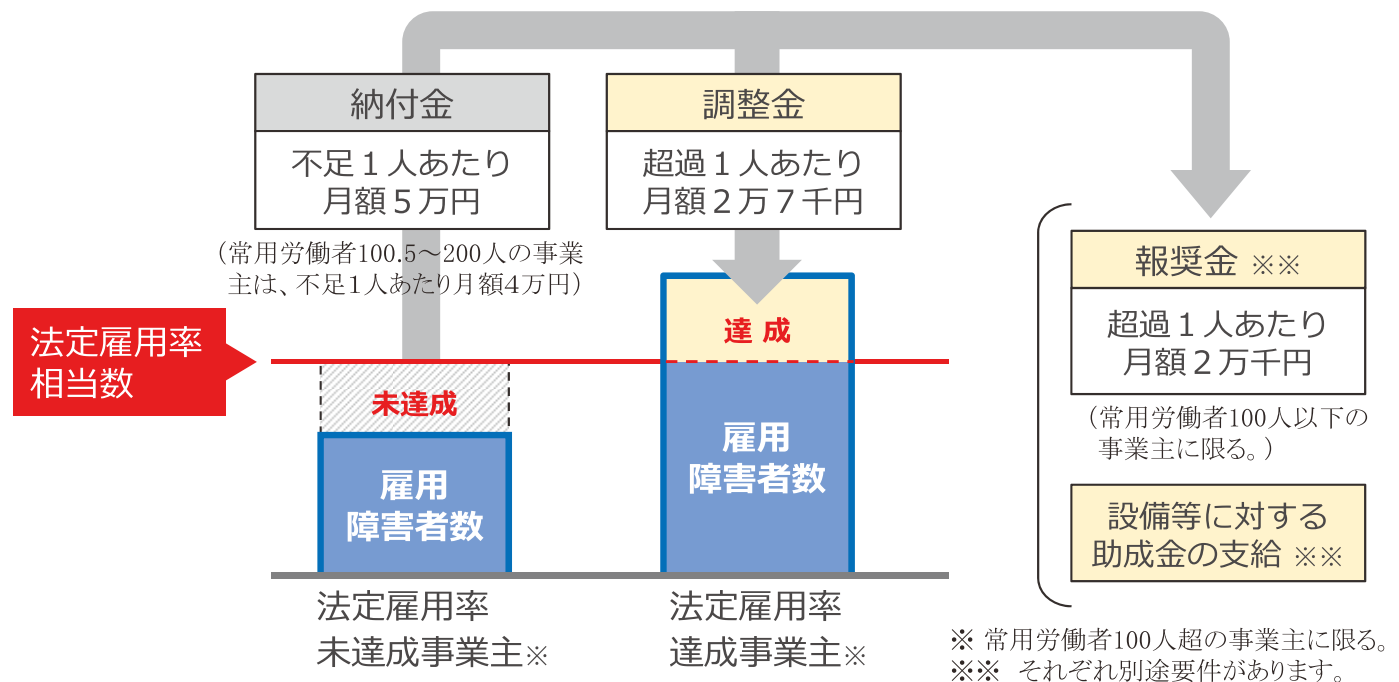 納付金
不足１人あたり
月額５万円
（常用労働者100.5～200人の事業
主は、不足1人あたり月額4万円）
調整金
超過１人あたり
月額２万７千円
報奨金 ※※
超過１人あたり
月額２万千円
（常用労働者100人以下の
事業主に限る。）
設備等に対する
助成金の支給 ※※
法定雇用率
相当数
未達成
雇用
障害者数
達 成
雇用
障害者数
法定雇用率
未達成事業主※
法定雇用率
達成事業主※
※ 常用労働者100人超の事業主に限る。
※※ それぞれ別途要件があります。